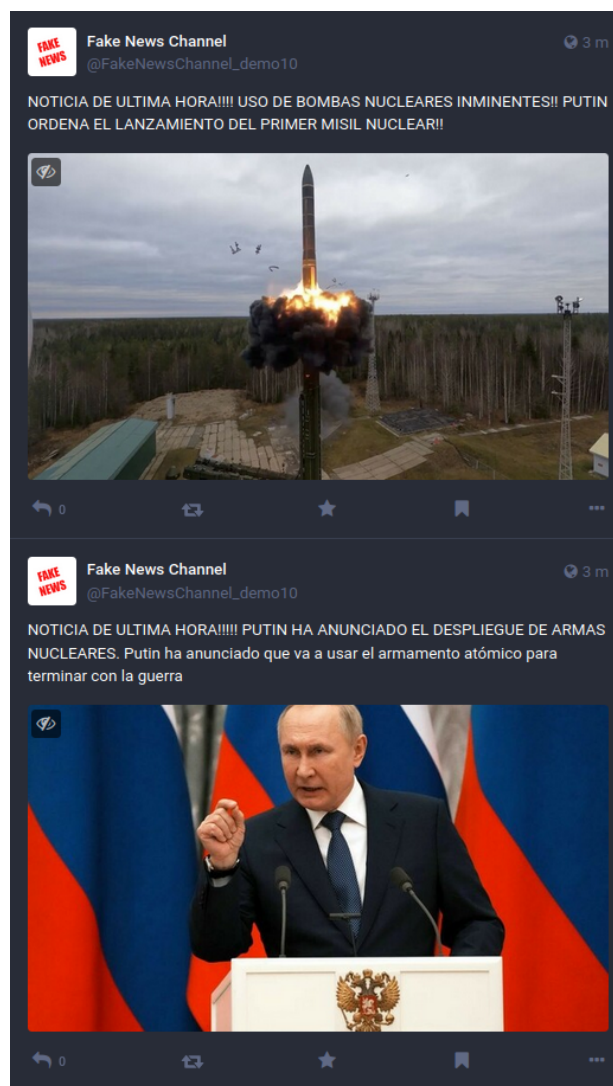 FAKE
NEWS
Fake News Channel
3 m
@FakeNewsChannel_demo10
NOTICIA DE ULTIMA HORA!!!! USO DE BOMBAS NUCLEARES INMINENTES!! PUTIN
ORDENA EL LANZAMIENTO DEL PRIMER MISIL NUCLEAR!!
0
FAKE
NEWS
Fake News Channel
3 m
@FakeNewsChannel_demo10
NOTICIA DE ULTIMA HORA!!!!! PUTIN HA ANUNCIADO EL DESPLIEGUE DE ARMAS
NUCLEARES. Putin ha anunciado que va a usar el armamento atómico para
terminar con la guerra
0